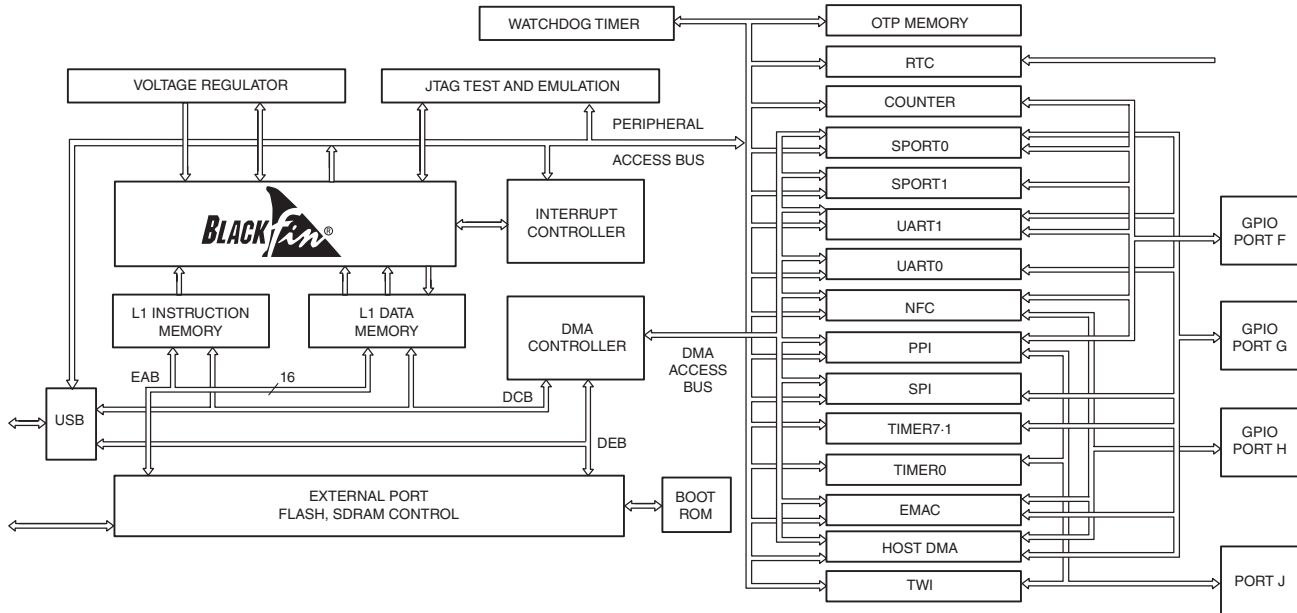 WATCHDOG TIMER
OTP MEMORY
RTC
VOLTAGE REGULATOR
JTAG TEST AND EMULATION
COUNTER
PERIPHERAL
ACCESS BUS
SPORT0
SPORT1
BLACKfin®
INTERRUPT
CONTROLLER
UART1
GPIO
PORT F
UART0
L1 INSTRUCTION
MEMORY
L1 DATA
MEMORY
DMA
CONTROLLER
NFC
GPIO
PORT G
PPI
DMA
ACCESS
BUS
EAB
16
DCB
SPI
USB
TIMER7-1
GPIO
PORT H
DEB
TIMER0
EXTERNAL PORT
FLASH, SDRAM CONTROL
BOOT
ROM
EMAC
HOST DMA
TWI
PORT J